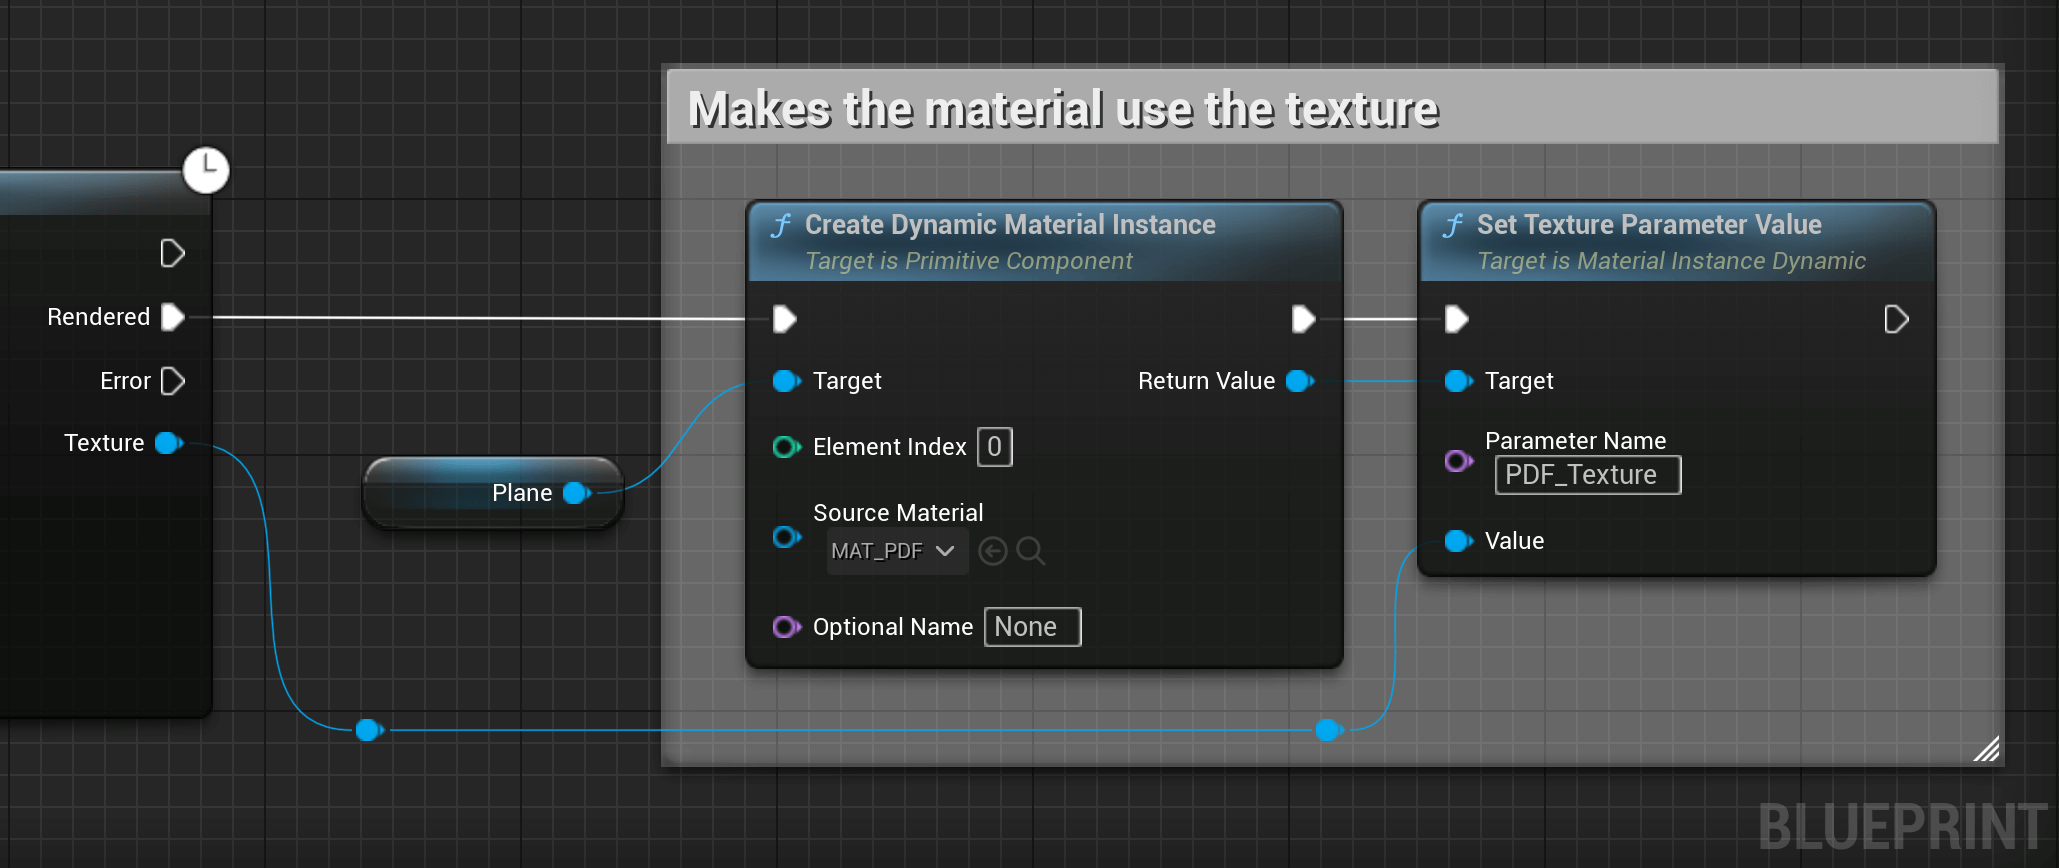 Makes the material use the texture
Rendered
Error
Texture
Plane
Create Dynamic Material Instance
Target is Primitive Component
Target
Return Value
Element Index 0
Source Material
MAT_PDF
Optional Name None
Set Texture Parameter Value
Target is Material Instance Dynamic
Target
Parameter Name
PDF_Texture
Value
BLUEPRINT